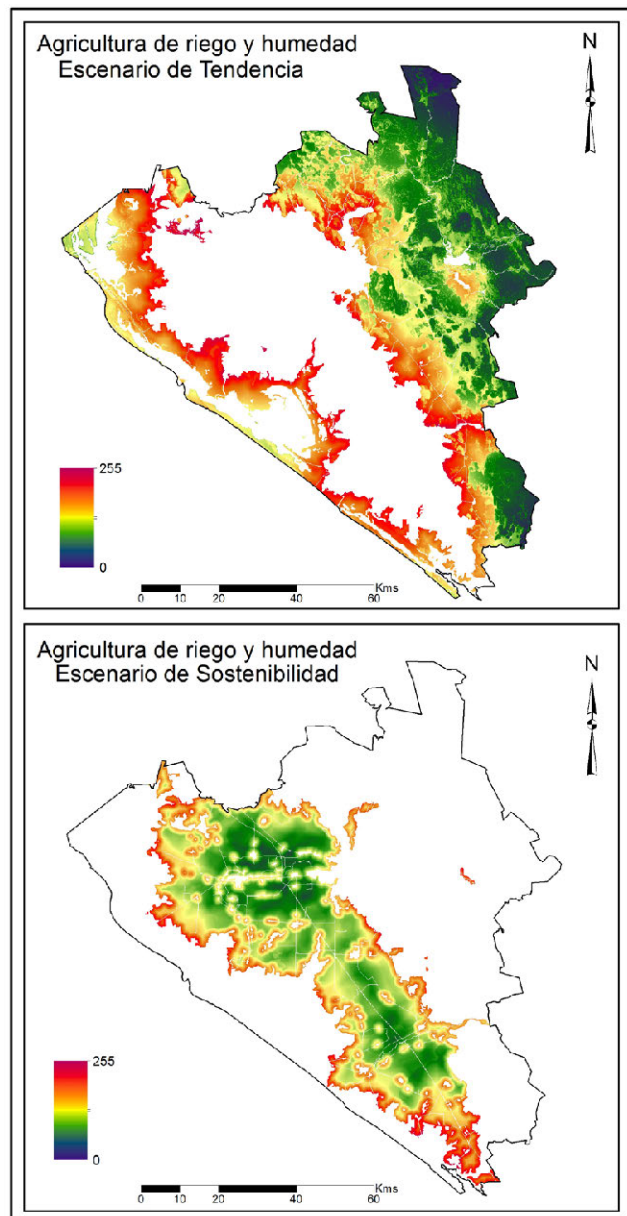 Agricultura de riego y humedad
Escenario de Tendencia
N
255
0
Kms
0 10 20 40 60
Agricultura de riego y humedad
Escenario de Sostenibilidad
N
255
0
Kms
0 10 20 40 60